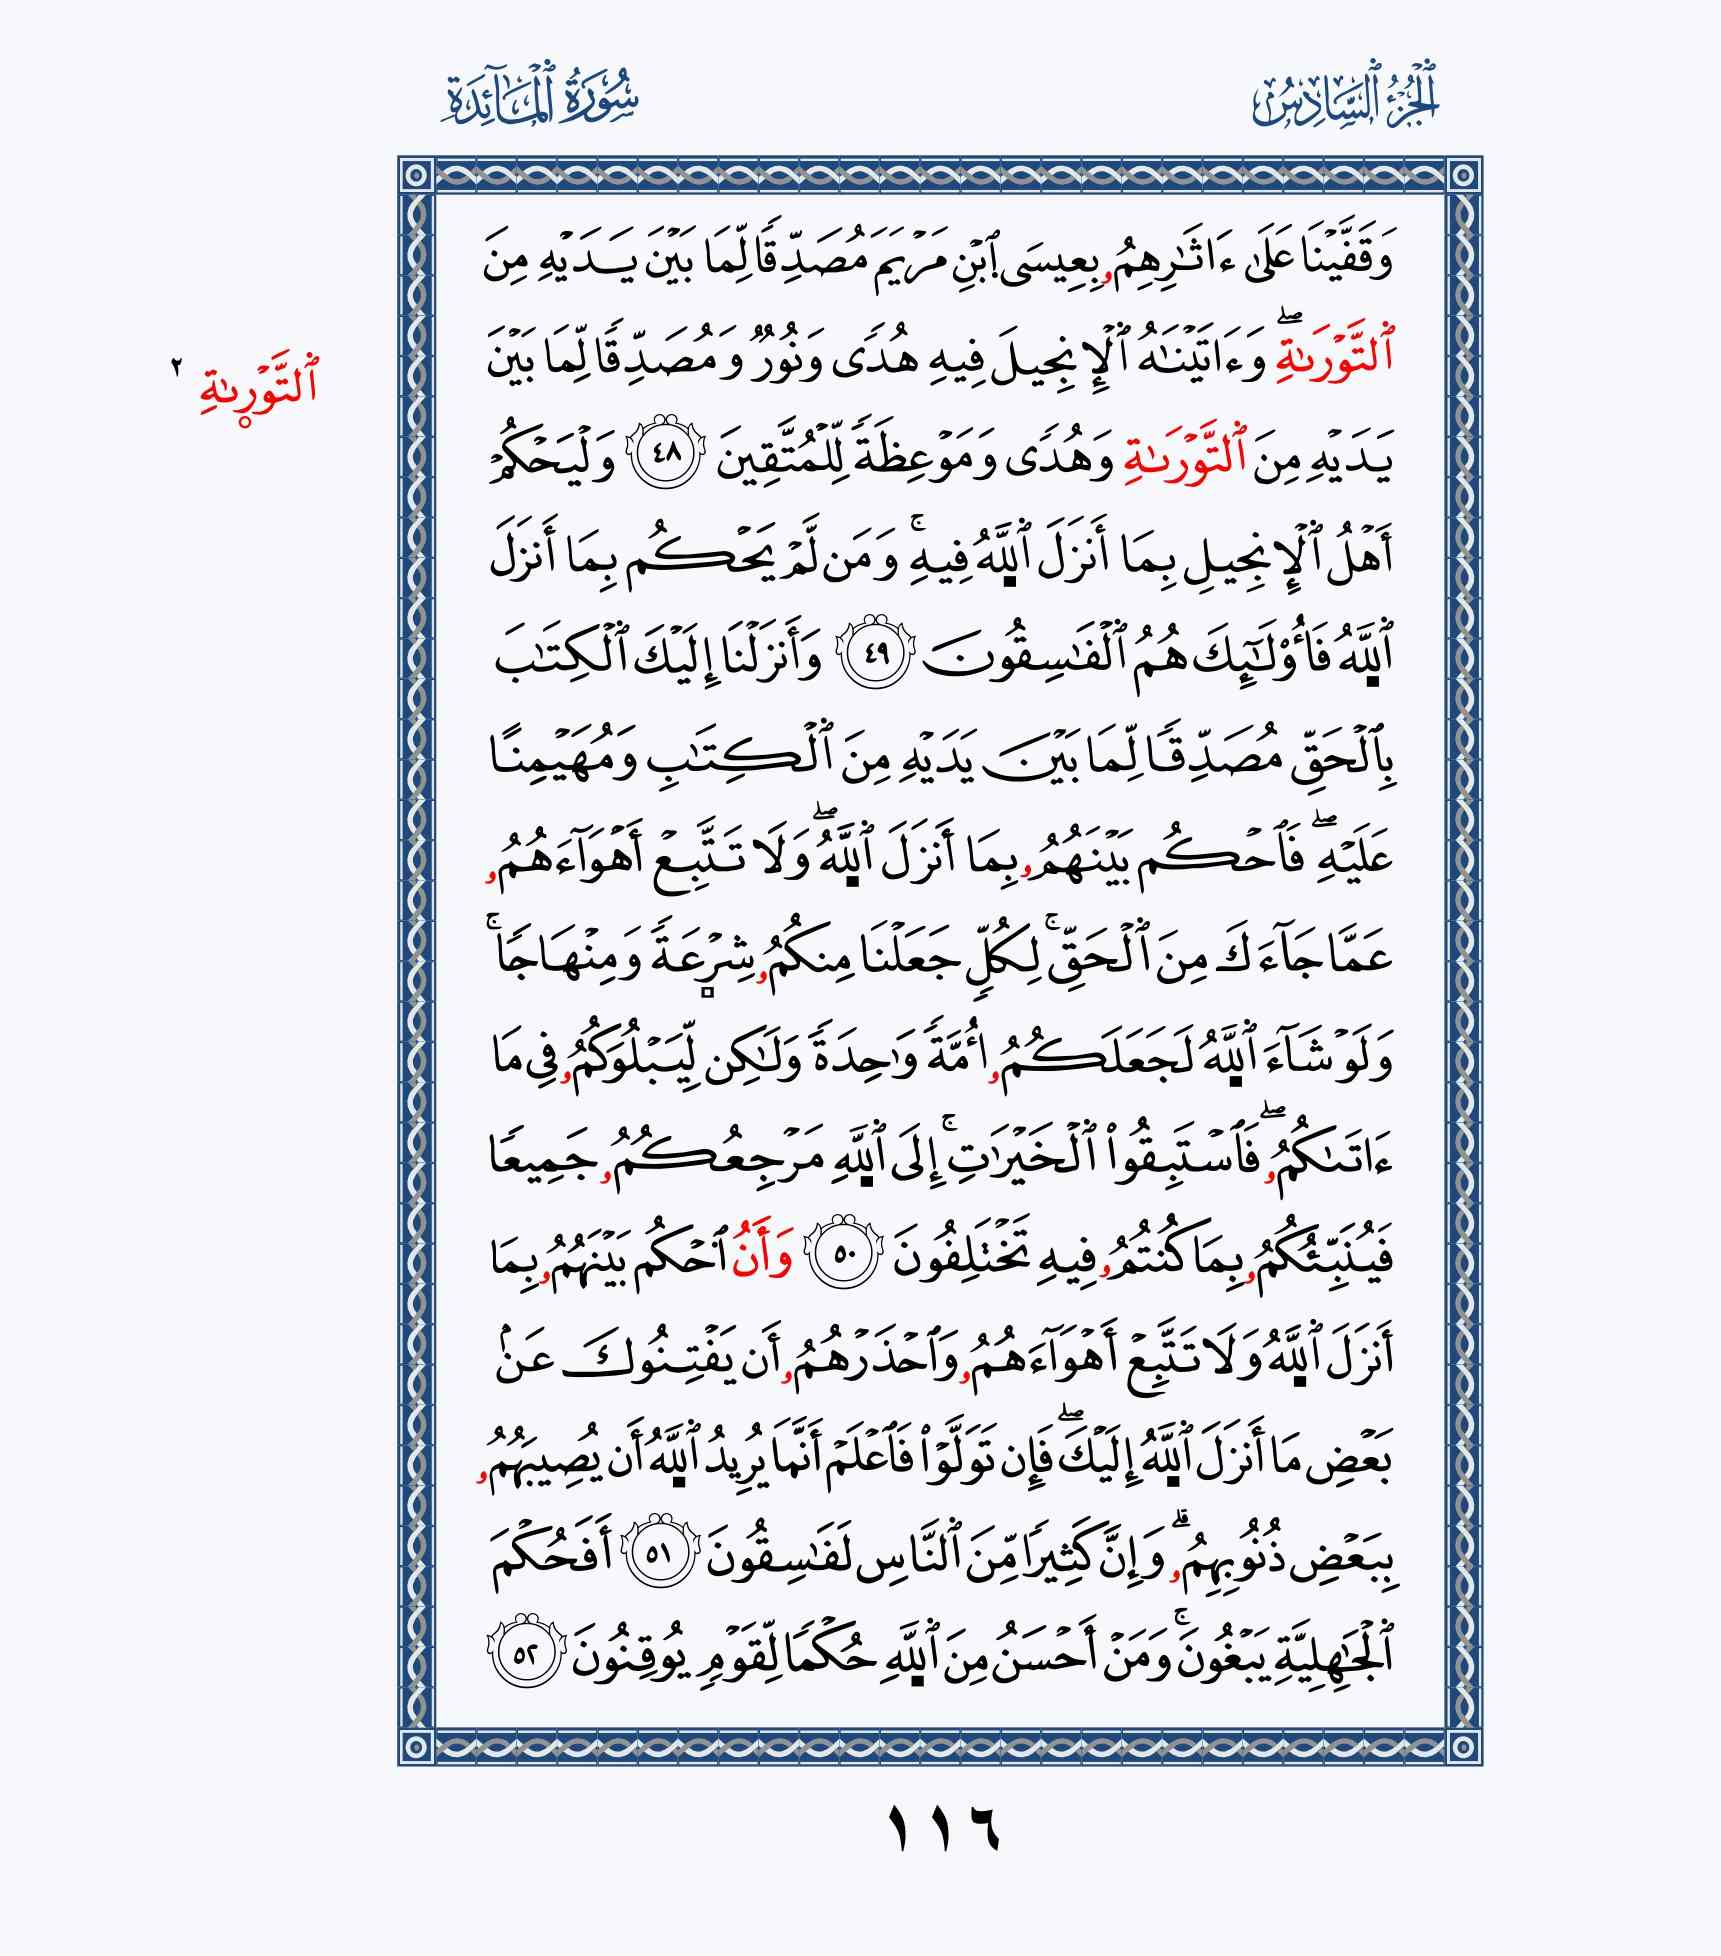 ٱلۡجُزۡءُ ٱلسَّادِسُ
سُورَةُ ٱلۡمَآئِدَةِ
وَقَفَّيۡنَا عَلَىٰٓ ءَاثَٰرِهِمُۥ بِعِيسَى ٱبۡنِ مَرۡيَمَ مُصَدِّقٗا لِّمَا بَيۡنَ يَدَيۡهِ مِنَ
ٱلتَّوۡرَىٰةِۖ وَءَاتَيۡنَٰهُ ٱلۡإِنجِيلَ فِيهِ هُدٗى وَنُورٞ وَمُصَدِّقٗا لِّمَا بَيۡنَ
ٱلتَّوۡرِىٰةِ ٢
يَدَيۡهِ مِنَ ٱلتَّوۡرَىٰةِ وَهُدٗى وَمَوۡعِظَةٗ لِّلۡمُتَّقِينَ ٤٨ وَلۡيَحۡكُمۡ
أَهۡلُ ٱلۡإِنجِيلِ بِمَا أَنزَلَ ٱللَّهُ فِيهِۚ وَمَن لَّمۡ يَحۡكُم بِمَا أَنزَلَ
ٱللَّهُ فَأُوْلَٰٓئِكَ هُمُ ٱلۡفَٰسِقُونَ ٤٩ وَأَنزَلۡنَا إِلَيۡكَ ٱلۡكِتَٰبَ
بِٱلۡحَقِّ مُصَدِّقٗا لِّمَا بَيۡنَ يَدَيۡهِ مِنَ ٱلۡكِتَٰبِ وَمُهَيۡمِنًا
عَلَيۡهِۖ فَٱحۡكُم بَيۡنَهُمُۥ بِمَا أَنزَلَ ٱللَّهُۖ وَلَا تَتَّبِعۡ أَهۡوَآءَهُمُۥ
عَمَّا جَآءَكَ مِنَ ٱلۡحَقِّۚ لِكُلّٖ جَعَلۡنَا مِنكُمُۥ شِرۡعَةٗ وَمِنۡهَاجٗاۚ
وَلَوۡ شَآءَ ٱللَّهُ لَجَعَلَكُمُۥ أُمَّةٗ وَٰحِدَةٗ وَلَٰكِن لِّيَبۡلُوَكُمُۥ فِي مَا
ءَاتَىٰكُمُۥۖ فَٱسۡتَبِقُواْ ٱلۡخَيۡرَٰتِۚ إِلَى ٱللَّهِ مَرۡجِعُكُمُۥ جَمِيعٗا
فَيُنَبِّئُكُمُۥ بِمَا كُنتُمُۥ فِيهِ تَخۡتَلِفُونَ ٥٠ وَأَنُ ٱحۡكُم بَيۡنَهُمُۥ بِمَا
أَنزَلَ ٱللَّهُ وَلَا تَتَّبِعۡ أَهۡوَآءَهُمُۥ وَٱحۡذَرۡهُمُۥ أَن يَفۡتِنُوكَ عَنۢ
بَعۡضِ مَا أَنزَلَ ٱللَّهُ إِلَيۡكَۖ فَإِن تَوَلَّوۡاْ فَٱعۡلَمۡ أَنَّمَا يُرِيدُ ٱللَّهُ أَن يُصِيبَهُمُۥ
بِبَعۡضِ ذُنُوبِهِمُۥۗ وَإِنَّ كَثِيرٗا مِّنَ ٱلنَّاسِ لَفَٰسِقُونَ ٥١ أَفَحُكۡمَ
ٱلۡجَٰهِلِيَّةِ يَبۡغُونَۚ وَمَنۡ أَحۡسَنُ مِنَ ٱللَّهِ حُكۡمٗا لِّقَوۡمٖ يُوقِنُونَ ٥٢
١١٦